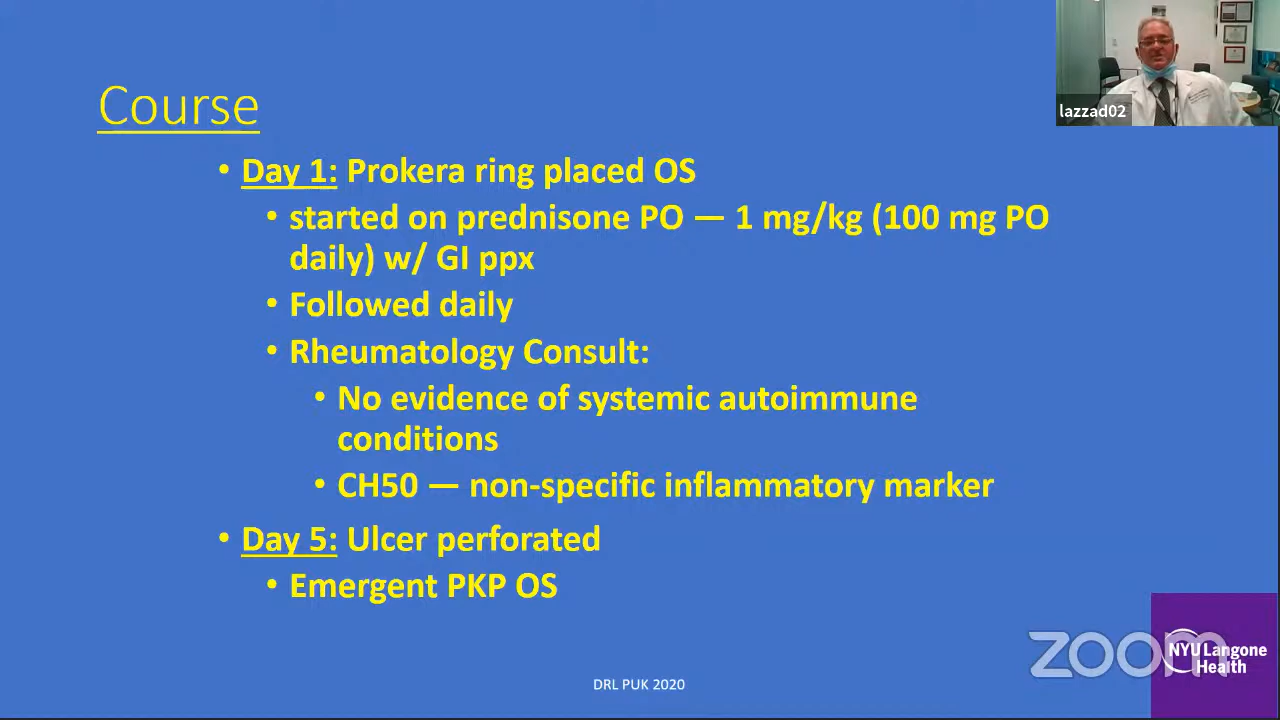 lazzad02
Course
• Day 1: Prokera ring placed OS
• started on prednisone PO — 1 mg/kg (100 mg PO
daily) w/ GI ppx
• Followed daily
• Rheumatology Consult:
• No evidence of systemic autoimmune
conditions
• CH50 — non-specific inflammatory marker
• Day 5: Ulcer perforated
• Emergent PKP OS
zoom
NYU Langone
Health
DRL PUK 2020